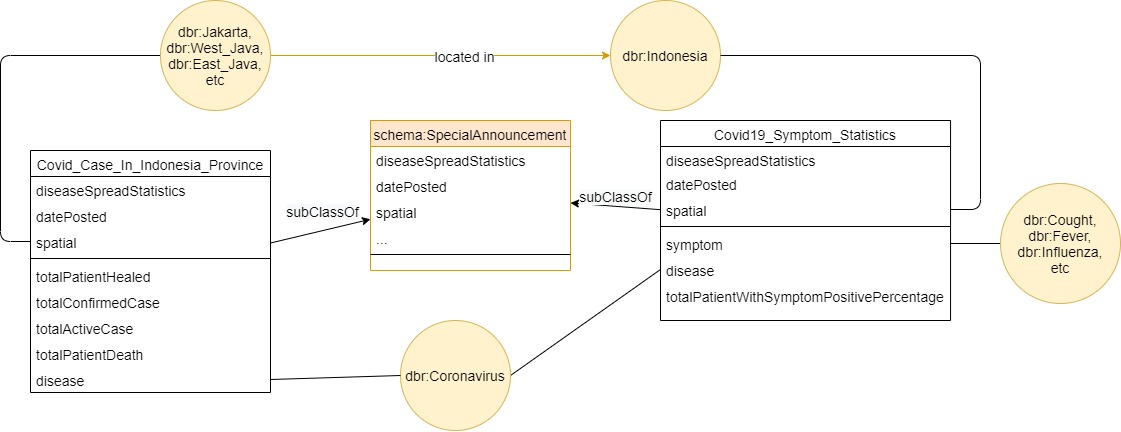 dbr:Jakarta,
dbr:West_Java,
dbr:East_Java,
etc
located in
dbr:Indonesia
Covid_Case_In_Indonesia_Province
diseaseSpreadStatistics
datePosted
spatial
totalPatientHealed
totalConfirmedCase
totalActiveCase
totalPatientDeath
disease
subClassOf
schema:SpecialAnnouncement
diseaseSpreadStatistics
datePosted
spatial
...
subClassOf
Covid19_Symptom_Statistics
diseaseSpreadStatistics
datePosted
spatial
symptom
disease
totalPatientWithSymptomPositivePercentage
dbr:Cought,
dbr:Fever,
dbr:Influenza,
etc
dbr:Coronavirus